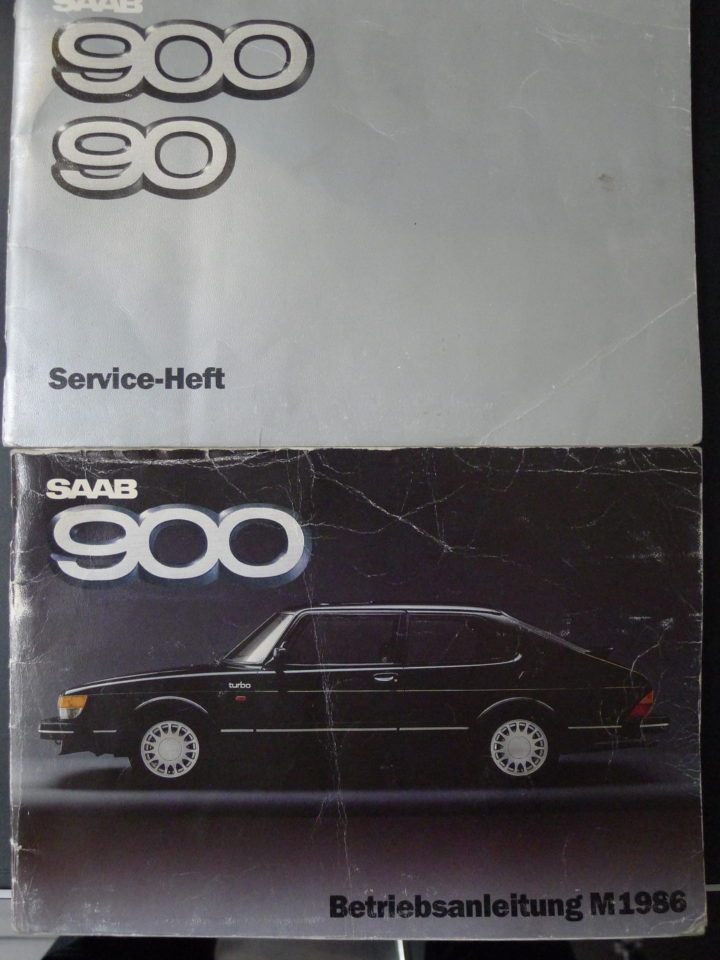 SAAB
900
90
Service-Heft
SAAB
900
turbo
Betriebsanleitung M1986